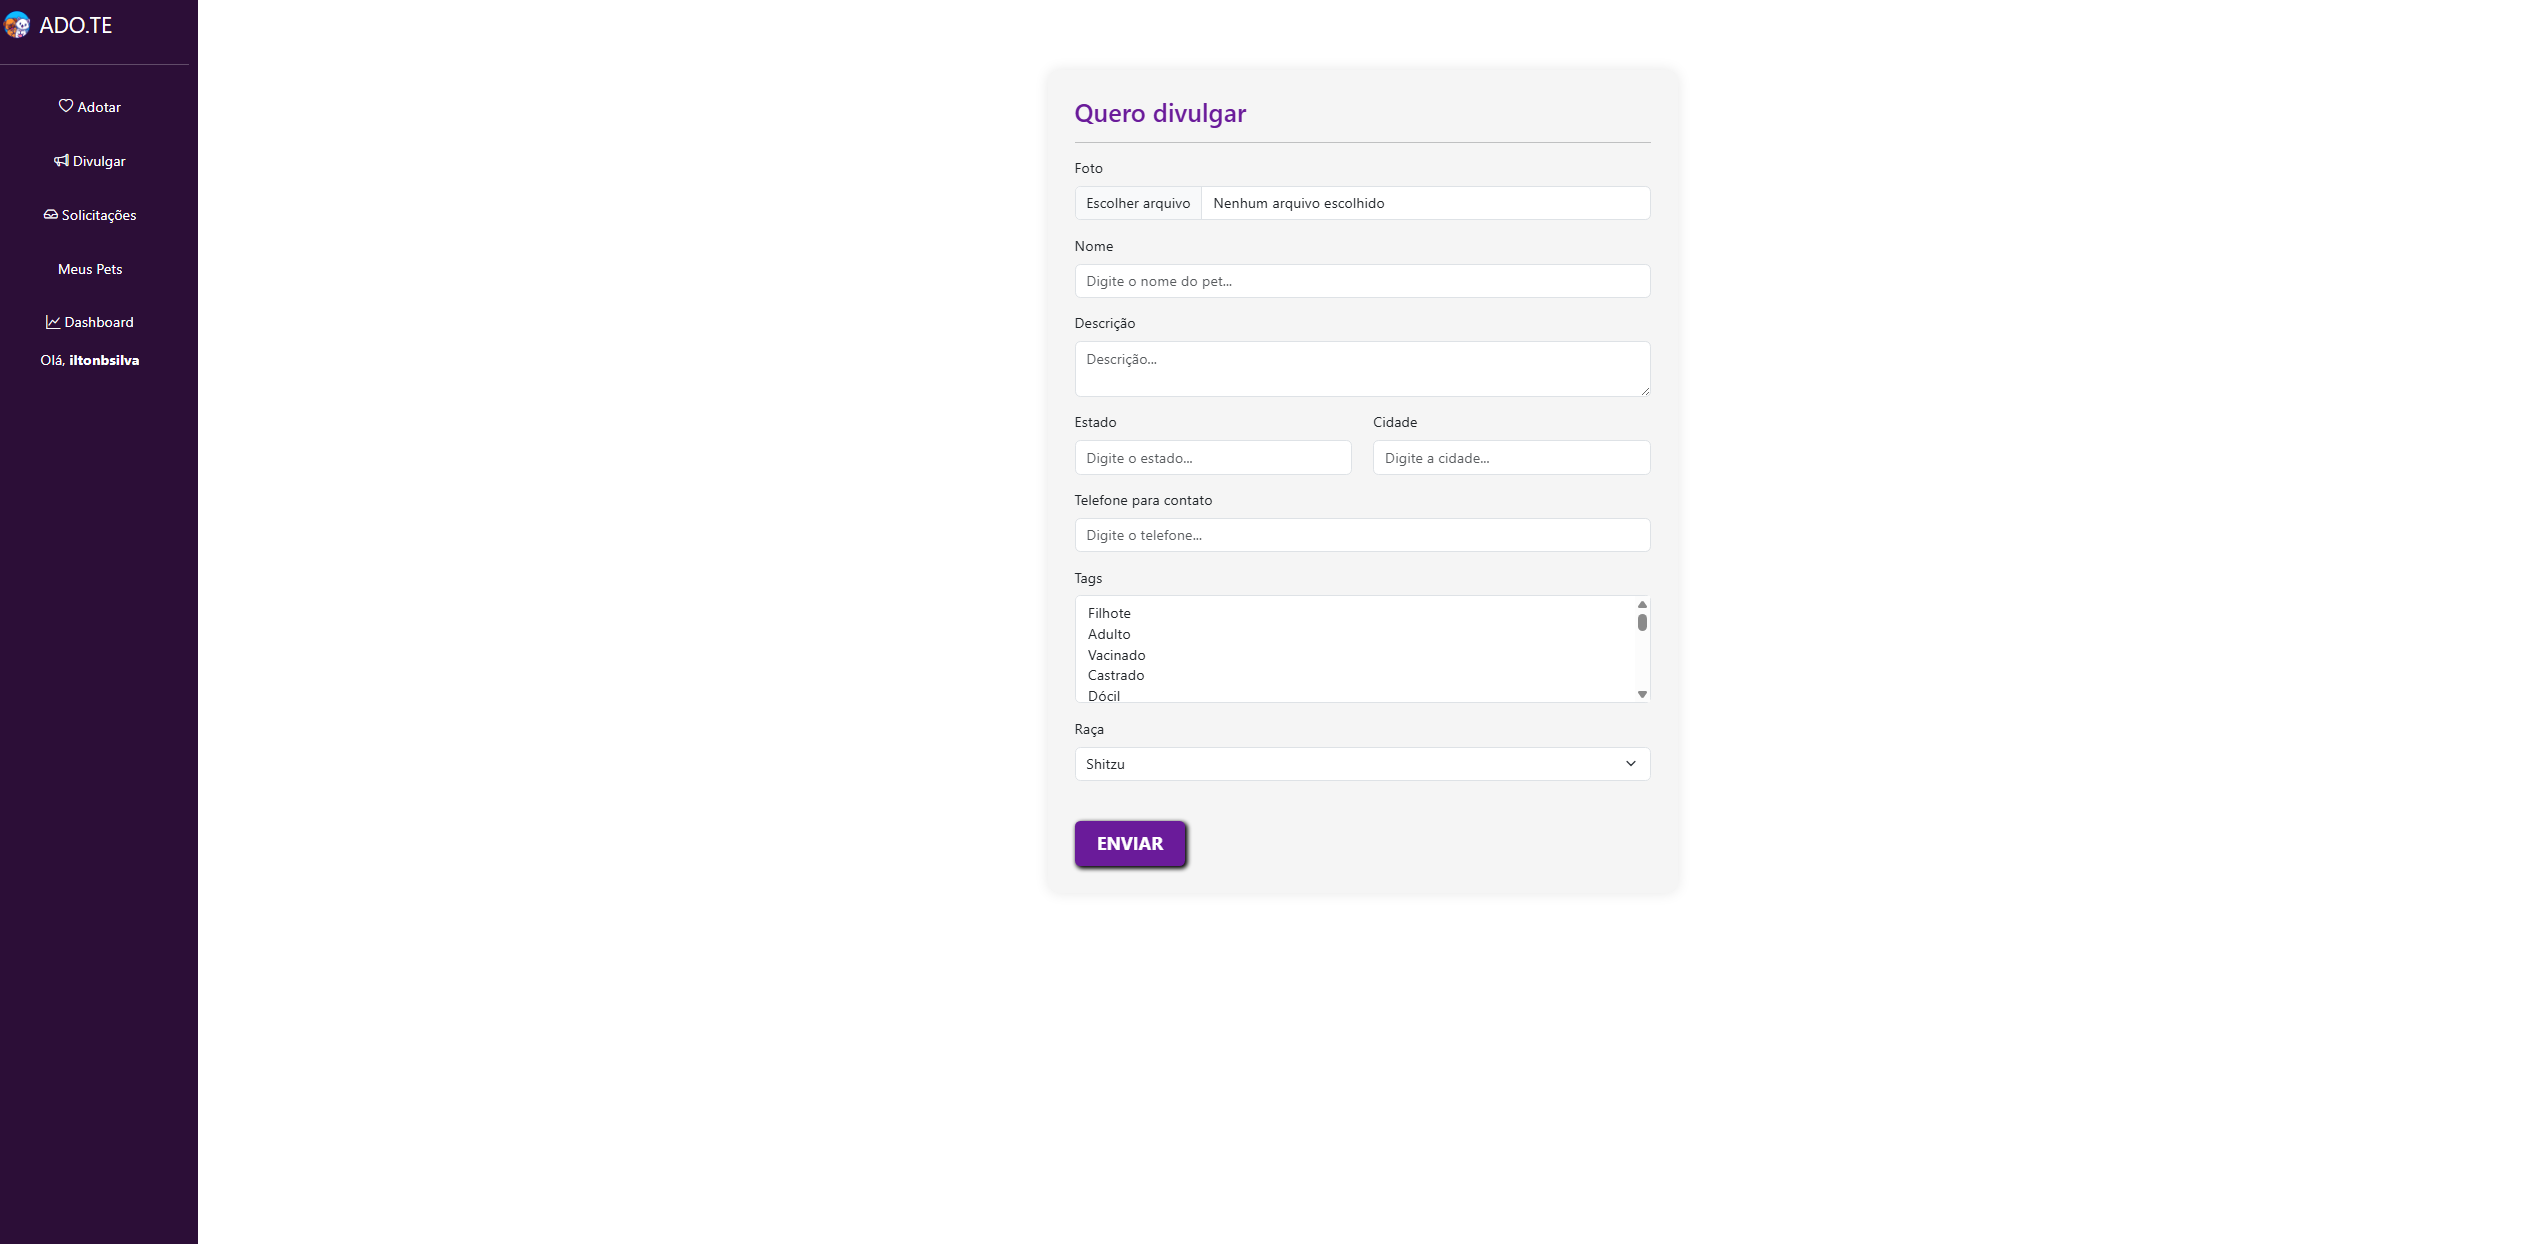 ADO.TE
Adotar
Divulgar
Solicitações
Meus Pets
Dashboard
Olá, iltonbsilva
Quero divulgar
Foto
Escolher arquivo Nenhum arquivo escolhido
Nome
Digite o nome do pet...
Descrição
Descrição...
Estado Cidade
Digite o estado... Digite a cidade...
Telefone para contato
Digite o telefone...
Tags
Filhote
Adulto
Vacinado
Castrado
Dócil
Raça
Shitzu
ENVIAR